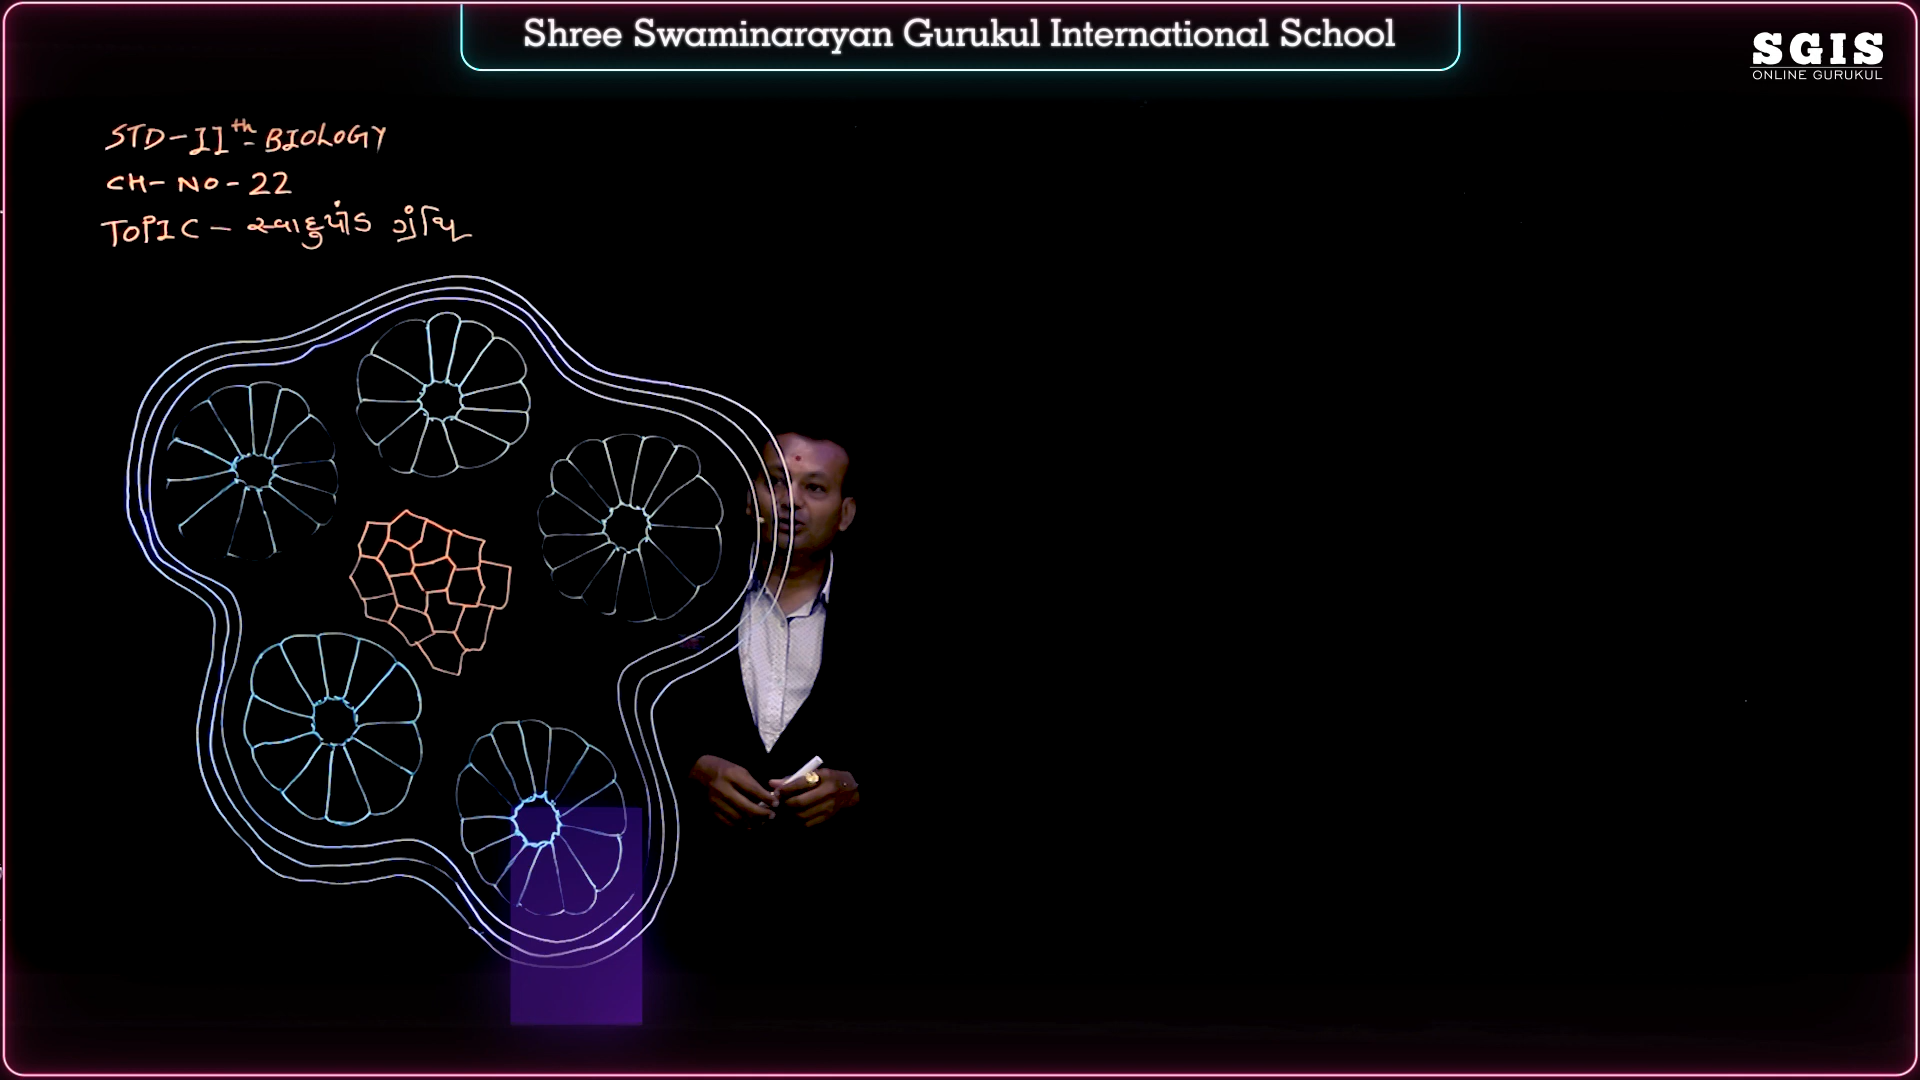 Shree Swaminarayan Gurukul International School
SGIS
ONLINE GURUKUL
STD-11th-BIOLOGY
CH-NO-22
TOPIC - સ્વાદુપીંડ ગ્રંથિ